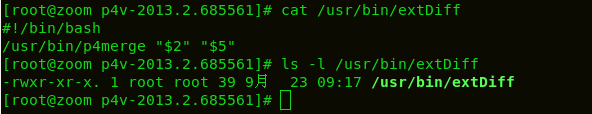 [root@zoom p4v-2013.2.685561]# cat /usr/bin/extDiff
#!/bin/bash
/usr/bin/p4merge "$2" "$5"
[root@zoom p4v-2013.2.685561]# ls -l /usr/bin/extDiff
-rwxr-xr-x. 1 root root 39 9月  23 09:17 /usr/bin/extDiff
[root@zoom p4v-2013.2.685561]#